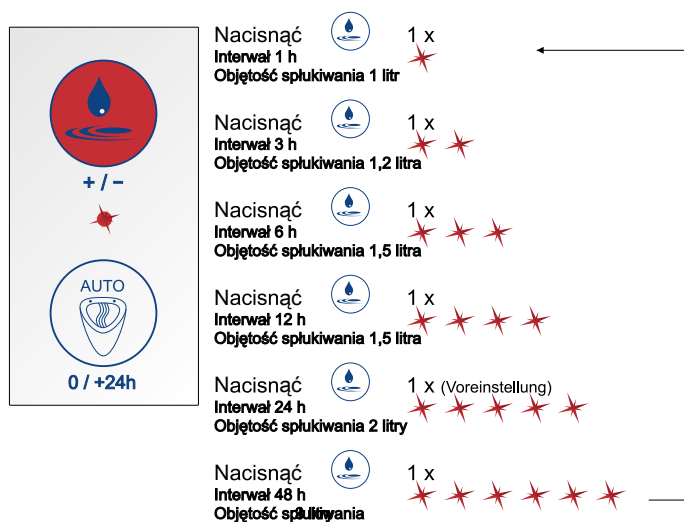 + / –
AUTO
0 / +24h
Nacisnąć 1 x
Interwał 1 h
Objętość spłukiwania 1 litr
Nacisnąć 1 x
Interwał 3 h
Objętość spłukiwania 1,2 litra
Nacisnąć 1 x
Interwał 6 h
Objętość spłukiwania 1,5 litra
Nacisnąć 1 x
Interwał 12 h
Objętość spłukiwania 1,5 litra
Nacisnąć 1 x (Voreinstellung)
Interwał 24 h
Objętość spłukiwania 2 litry
Nacisnąć 1 x
Interwał 48 h
Objętość spłukiwania